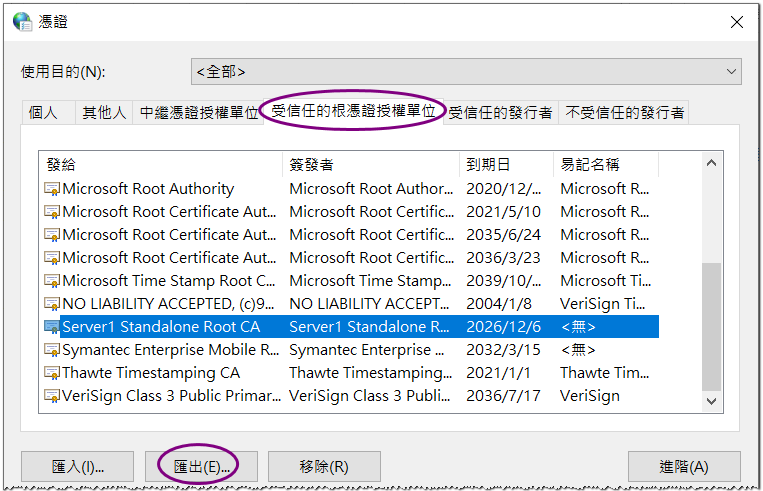 憑證
使用目的(N):
<全部>
個人 其他人 中繼憑證授權單位 受信任的根憑證授權單位 受信任的發行者 不受信任的發行者
發給 簽發者 到期日 易記名稱
Microsoft Root Authority Microsoft Root Author... 2020/12/... Microsoft R...
Microsoft Root Certificate Aut... Microsoft Root Certific... 2021/5/10 Microsoft R...
Microsoft Root Certificate Aut... Microsoft Root Certific... 2035/6/24 Microsoft R...
Microsoft Root Certificate Aut... Microsoft Root Certific... 2036/3/23 Microsoft R...
Microsoft Time Stamp Root C... Microsoft Time Stamp... 2039/10/... Microsoft Ti...
NO LIABILITY ACCEPTED, (c)9... NO LIABILITY ACCEPT... 2004/1/8 VeriSign Ti...
Server1 Standalone Root CA Server1 Standalone R... 2026/12/6 <無>
Symantec Enterprise Mobile R... Symantec Enterprise ... 2032/3/15 <無>
Thawte Timestamping CA Thawte Timestamping... 2021/1/1 Thawte Tim...
VeriSign Class 3 Public Primar... VeriSign Class 3 Publi... 2036/7/17 VeriSign
匯入(I)... 匯出(E)... 移除(R) 進階(A)